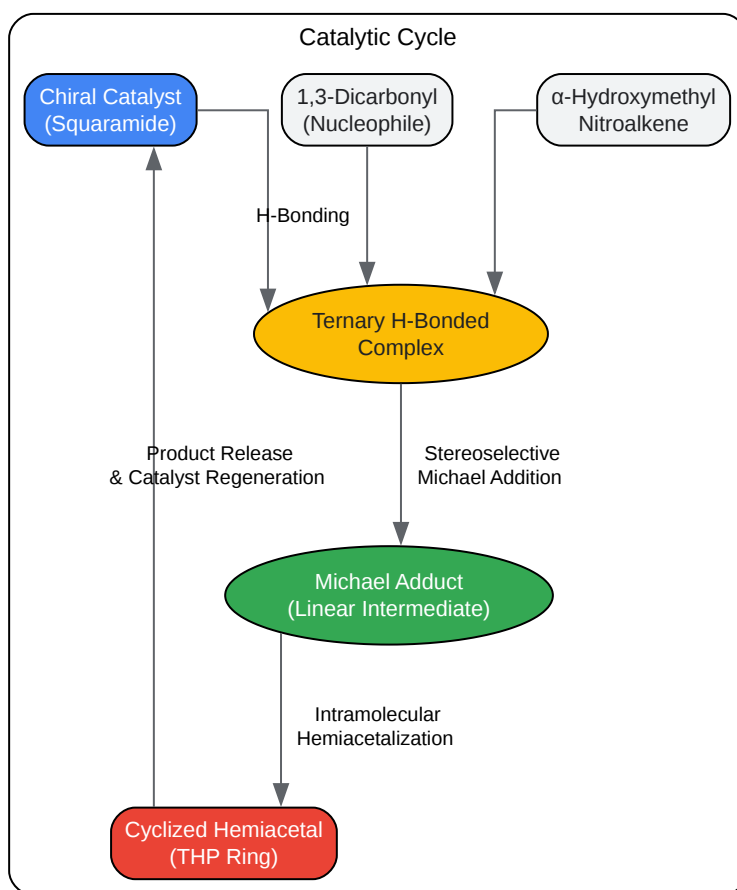 Catalytic Cycle
Chiral Catalyst
(Squaramide)
1,3-Dicarbonyl
(Nucleophile)
α-Hydroxymethyl
Nitroalkene
H-Bonding
Ternary H-Bonded
Complex
Product Release
& Catalyst Regeneration
Stereoselective
Michael Addition
Michael Adduct
(Linear Intermediate)
Intramolecular
Hemiacetalization
Cyclized Hemiacetal
(THP Ring)